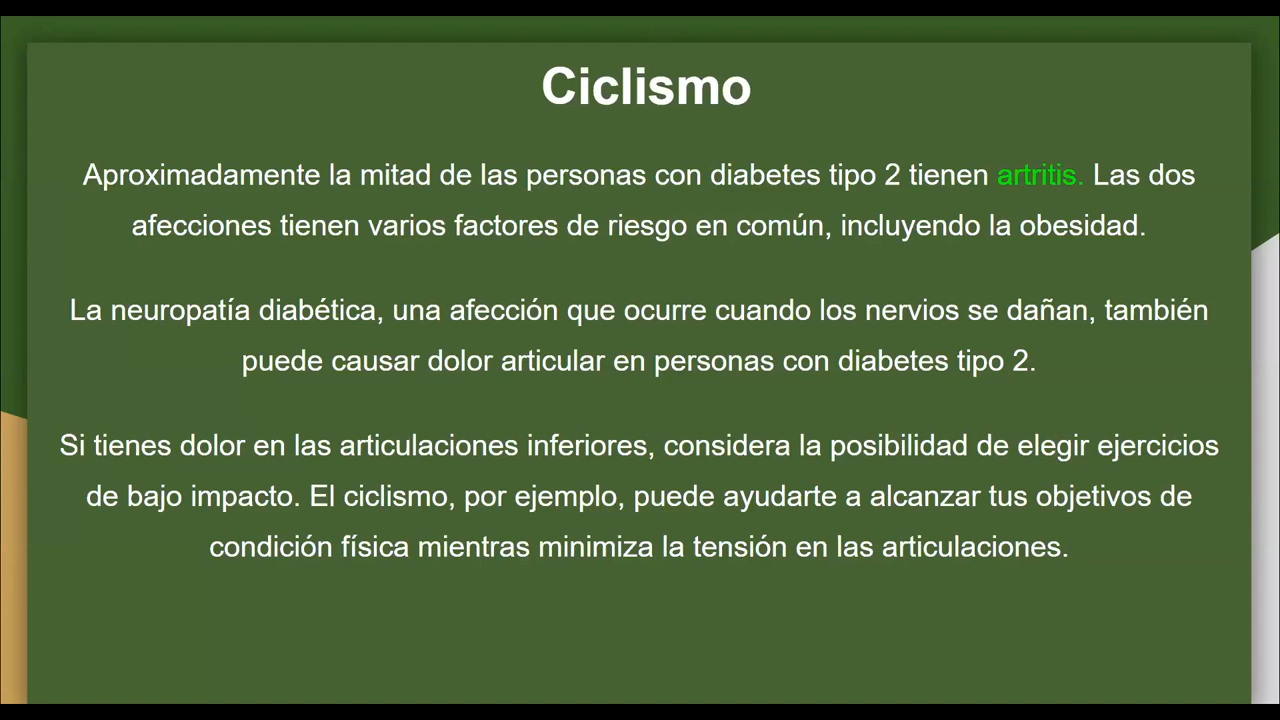 Ciclismo
Aproximadamente la mitad de las personas con diabetes tipo 2 tienen artritis. Las dos
afecciones tienen varios factores de riesgo en común, incluyendo la obesidad.
La neuropatía diabética, una afección que ocurre cuando los nervios se dañan, también
puede causar dolor articular en personas con diabetes tipo 2.
Si tienes dolor en las articulaciones inferiores, considera la posibilidad de elegir ejercicios
de bajo impacto. El ciclismo, por ejemplo, puede ayudarte a alcanzar tus objetivos de
condición física mientras minimiza la tensión en las articulaciones.